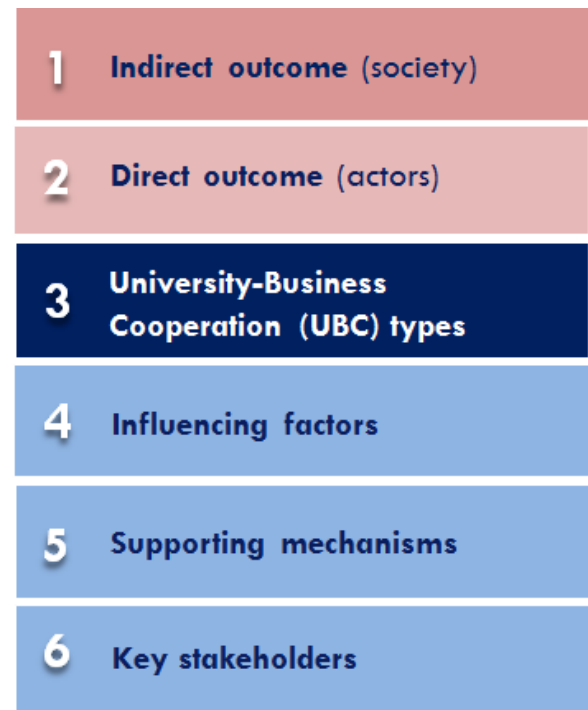 1 Indirect outcome (society)
2 Direct outcome (actors)
3 University-Business
Cooperation (UBC) types
4 Influencing factors
5 Supporting mechanisms
6 Key stakeholders